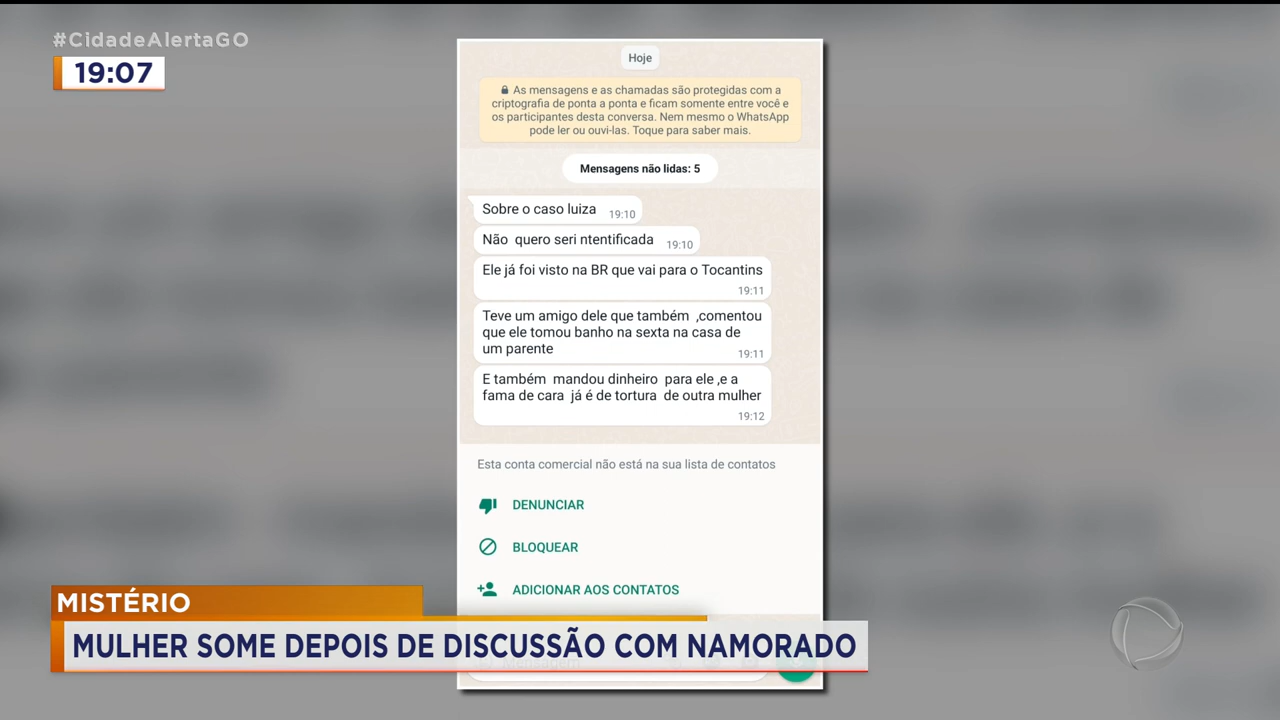 #CidadeAlertaGO
19:07
Hoje
As mensagens e as chamadas são protegidas com a
criptografia de ponta a ponta e ficam somente entre você e
os participantes desta conversa. Nem mesmo o WhatsApp
pode ler ou ouvi-las. Toque para saber mais.
Mensagens não lidas: 5
Sobre o caso luiza 19:10
Não quero seri ntentificada 19:10
Ele já foi visto na BR que vai para o Tocantins
19:11
Teve um amigo dele que também ,comentou
que ele tomou banho na sexta na casa de
um parente
19:11
E também mandou dinheiro para ele ,e a
fama de cara já é de tortura de outra mulher
19:12
Esta conta comercial não está na sua lista de contatos
DENUNCIAR
BLOQUEAR
ADICIONAR AOS CONTATOS
MISTÉRIO
MULHER SOME DEPOIS DE DISCUSSÃO COM NAMORADO